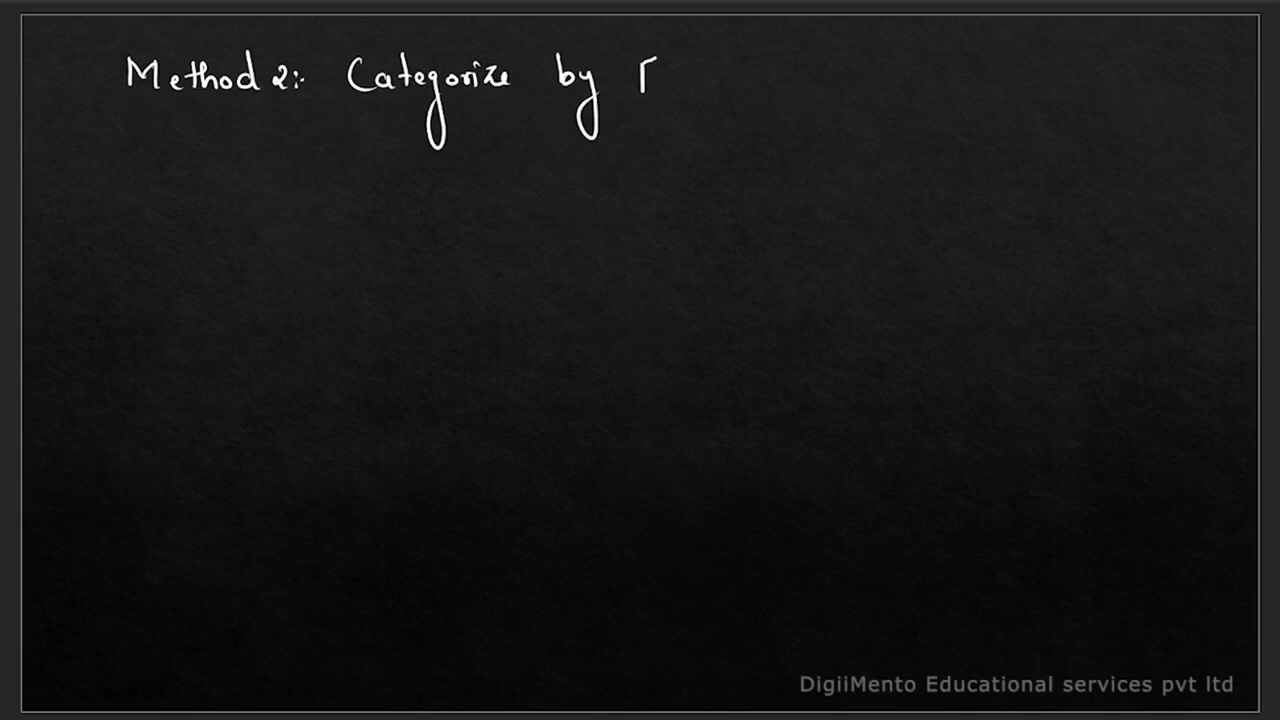 Method 2:- Categorize by
DigiiMento Educational services pvt ltd